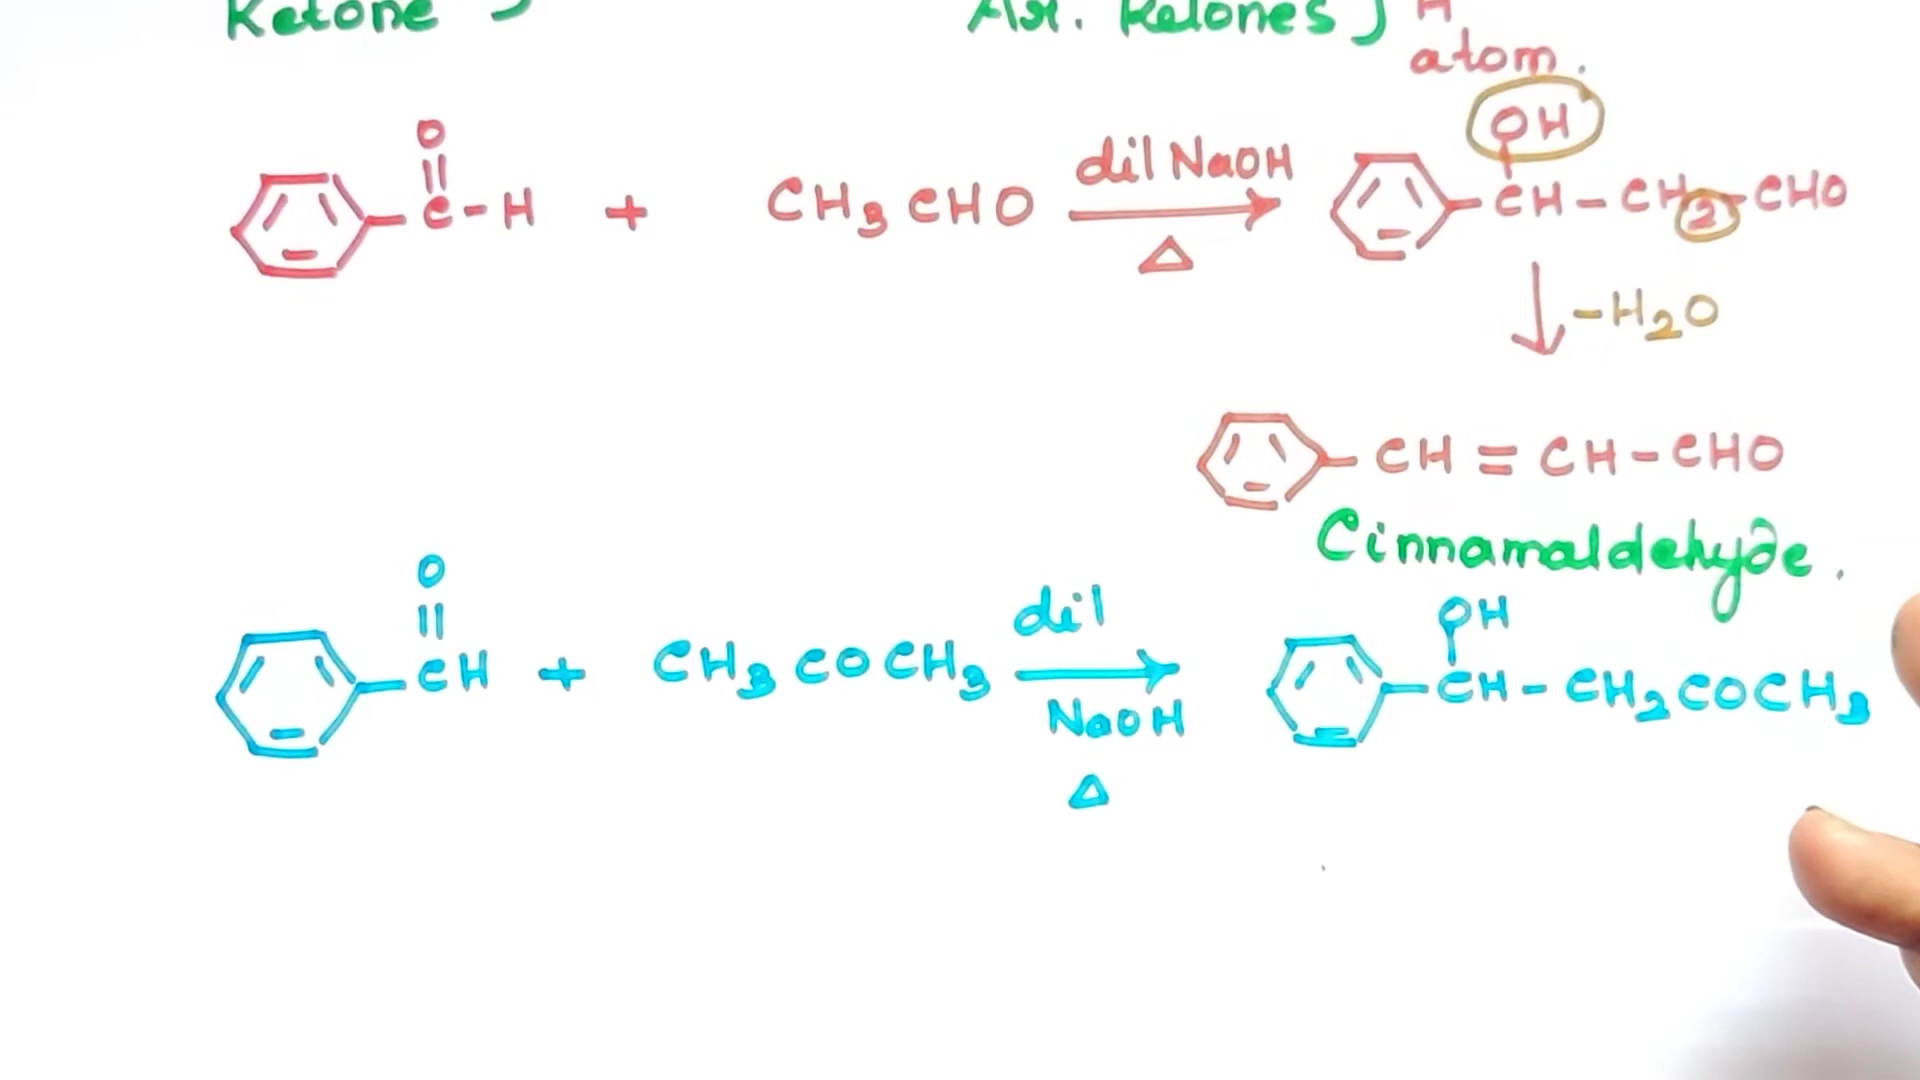 Ketone Ar. Ketones } H
atom.
O
||
C-H + CH3CHO dil NaOH Δ OH
CH-CH2-CHO
-H2O
CH=CH-CHO
Cinnamaldehyde.
O
||
CH + CH3COCH3 dil NaOH Δ OH
CH-CH2COCH3